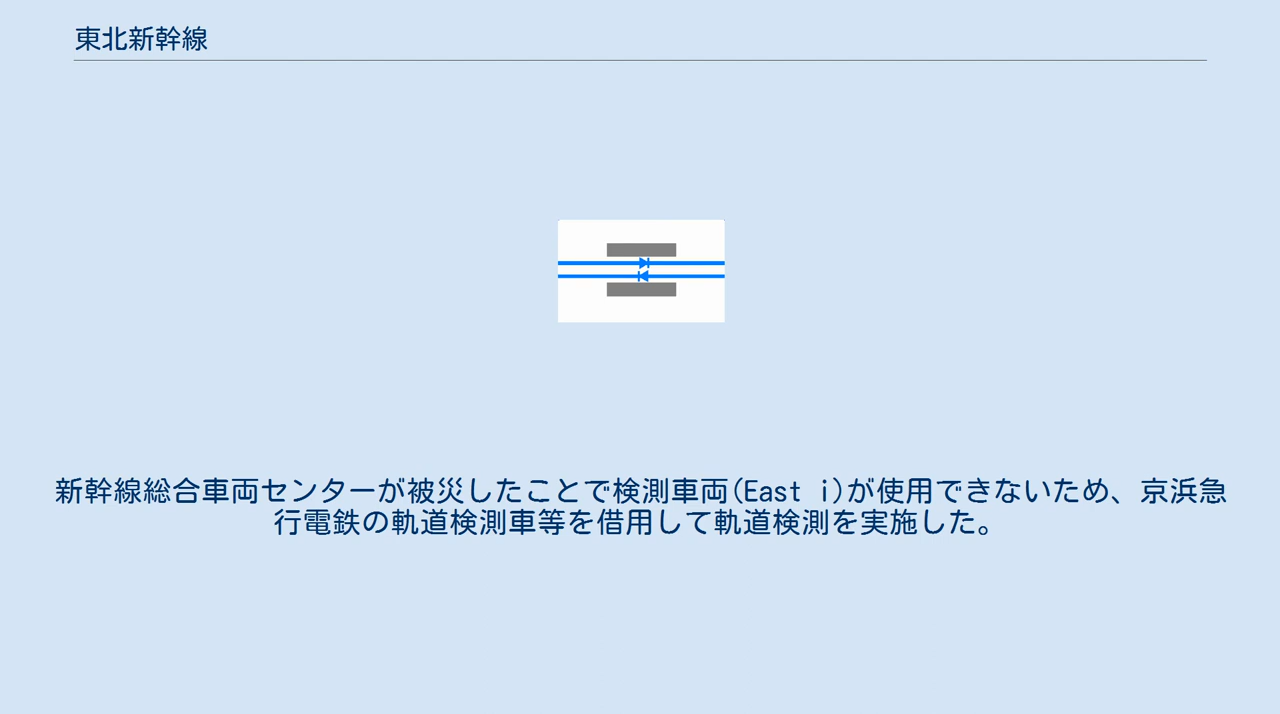 東北新幹線
新幹線総合車両センターが被災したことで検測車両(East i)が使用できないため、京浜急
行電鉄の軌道検測車等を借用して軌道検測を実施した。